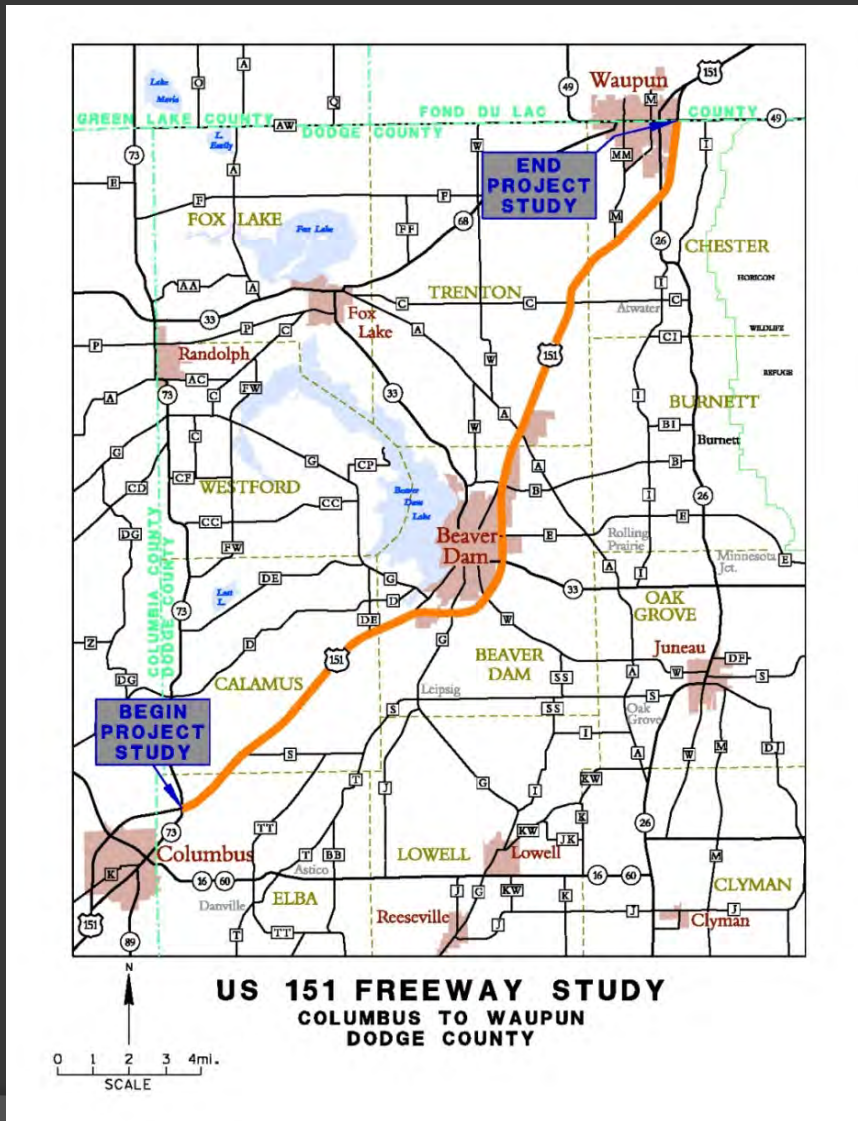 Waupun
151
Lake
Maria
O
A
Q
49
M
GREEN LAKE COUNTY
FOND DU LAC
COUNTY
AW
DODGE COUNTY
49
73
L.
Emily
W
MM
I
END
PROJECT
STUDY
E
A
F
F
FOX LAKE
Fox Lake
FF
68
M
26
CHESTER
AA
A
TRENTON
I
HORICON
33
C
C
C
Atwater
P
C
Fox
Lake
A
WILDLIFE
CI
P
Randolph
151
W
REFUGE
AC
FW
33
I
BURNETT
A
73
C
A
W
BI
Burnett
G
C
G
CP
A
B
B
CD
CF
WESTFORD
Beaver
Dam
Lake
I
26
CC
CC
E
DG
Beaver
Dam
E
Rolling
Prairie
FW
Minnesota
Jct.
E
COLUMBIA COUNTY
DODGE COUNTY
DE
G
A
I
Lost
L.
D
33
OAK
GROVE
73
DE
W
D
G
Z
151
BEAVER
DAM
Juneau
DF
DG
CALAMUS
SS
A
W
S
Leipsig
S
BEGIN
PROJECT
STUDY
S
SS
Oak
Grove
I
W
M
DJ
S
A
T
J
G
I
KW
73
K
26
TT
KW
Columbus
T
BB
LOWELL
Lowell
JK
M
K
Astico
16
60
16
60
CLYMAN
Danville
ELBA
J
G
KW
K
Reeseville
J
J
Clyman
J
151
89
T
TT
N
US 151 FREEWAY STUDY
COLUMBUS TO WAUPUN
DODGE COUNTY
0 1 2 3 4mi.
SCALE